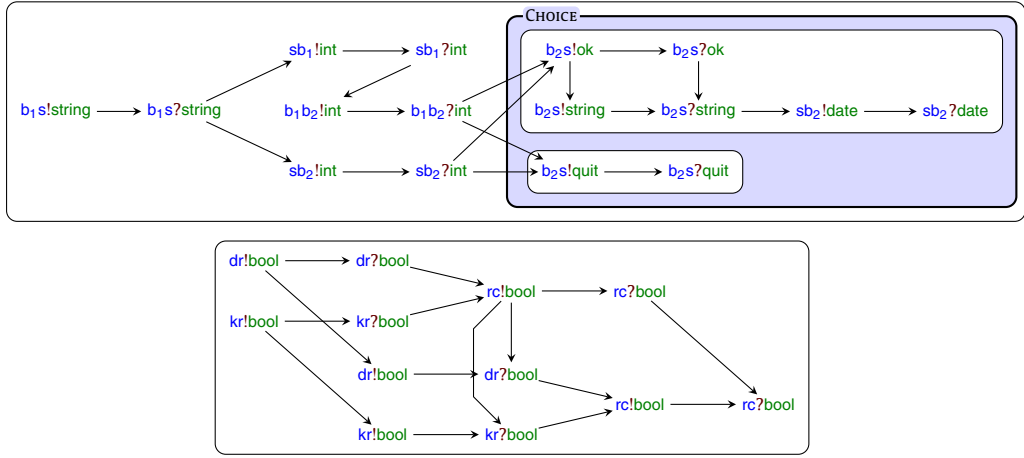 CHOICE
sb₁!int sb₁?int b₂s!ok b₂s?ok
b₁s!string b₁s?string b₁b₂!int b₁b₂?int b₂s!string b₂s?string sb₂!date sb₂?date
sb₂!int sb₂?int b₂s!quit b₂s?quit
dr!bool dr?bool
rc!bool rc?bool
kr!bool kr?bool
dr!bool dr?bool
rc!bool rc?bool
kr!bool kr?bool